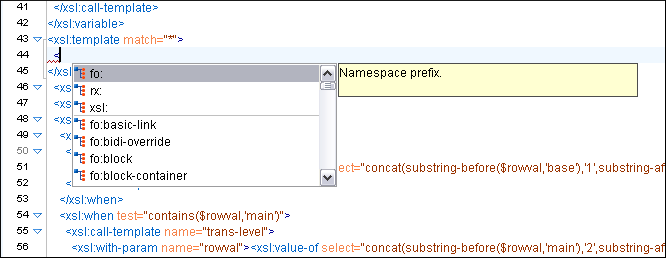 41 </xsl:call-template>
42 </xsl:variable>
43 <xsl:template match="*">
44 <
45 </xsl
fo:
rx:
xsl:
fo:basic-link
fo:bidi-override
fo:block
fo:block-container
Namespace prefix.
46 <xs
47 <xs
48 <xs
49 <x
50 <
51 ect="concat(substring-before($rowval,'base'),'1',substring-af
52 <
53 </xsl:when>
54 <xsl:when test="contains($rowval,'main')">
55 <xsl:call-template name="trans-level">
56 <xsl:with-param name="rowval"><xsl:value-of select="concat(substring-before($rowval,'main'),'2',substring-af